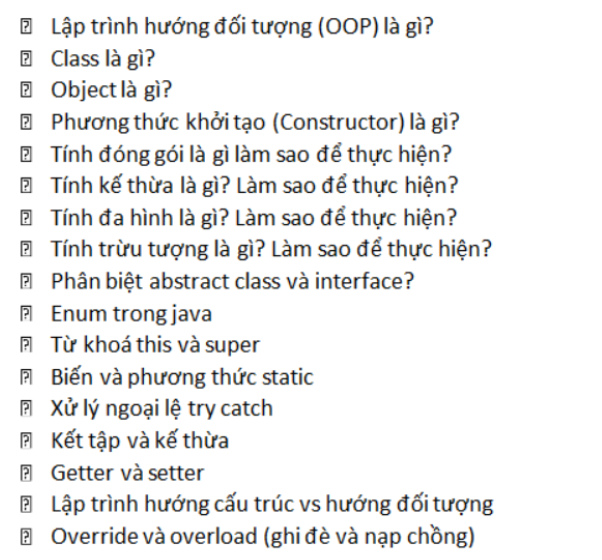 Lập trình hướng đối tượng (OOP) là gì?
Class là gì?
Object là gì?
Phương thức khởi tạo (Constructor) là gì?
Tính đóng gói là gì làm sao để thực hiện?
Tính kế thừa là gì? Làm sao để thực hiện?
Tính đa hình là gì? Làm sao để thực hiện?
Tính trừu tượng là gì? Làm sao để thực hiện?
Phân biệt abstract class và interface?
Enum trong java
Từ khoá this và super
Biến và phương thức static
Xử lý ngoại lệ try catch
Kết tập và kế thừa
Getter và setter
Lập trình hướng cấu trúc vs hướng đối tượng
Override và overload (ghi đè và nạp chồng)